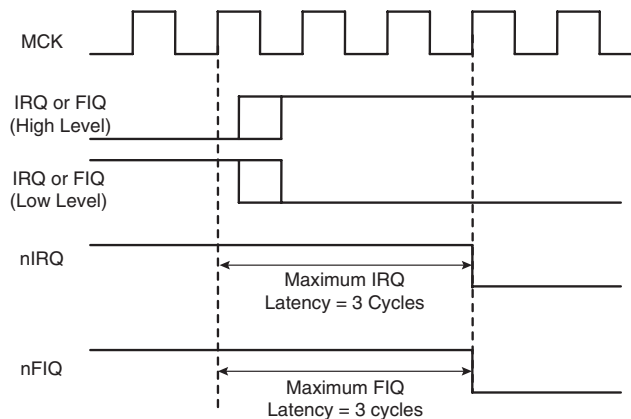 MCK
IRQ or FIQ
(High Level)
IRQ or FIQ
(Low Level)
nIRQ
Maximum IRQ
Latency = 3 Cycles
nFIQ
Maximum FIQ
Latency = 3 cycles